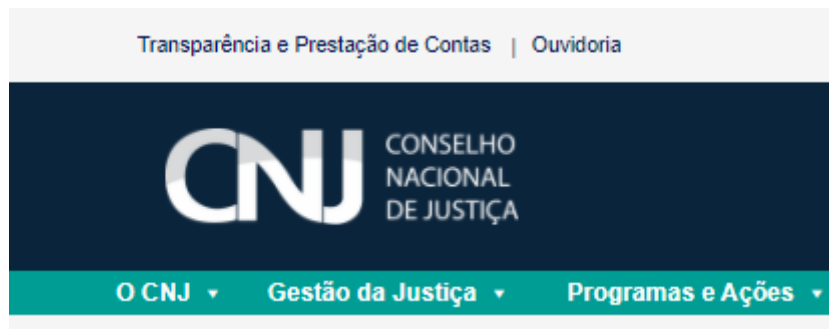 Transparência e Prestação de Contas | Ouvidoria
CNJ
CONSELHO
NACIONAL
DE JUSTIÇA
O CNJ ▾ Gestão da Justiça ▾ Programas e Ações ▾